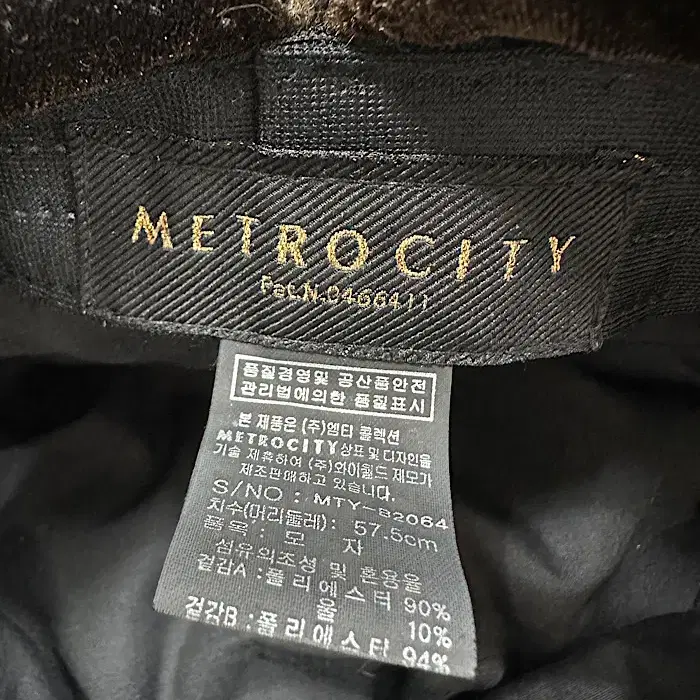 METROCITY
Pat.N.0466411
품질경영및 공산품안전
관리법에의한 품질표시
본 제품은 (주)엠티 콜렉션
METROCITY상표 및 디자인을
기술 제휴하여 (주)와이월드 제모가
제조판매하고 있습니다.
S/NO : MTY-82064
치수(머리둘레): 57.5cm
품목: 모 자
섬유의조성 및 혼용율
겉감A :폴리에스터 90%
울 10%
겉감B :폴리에스터 94%